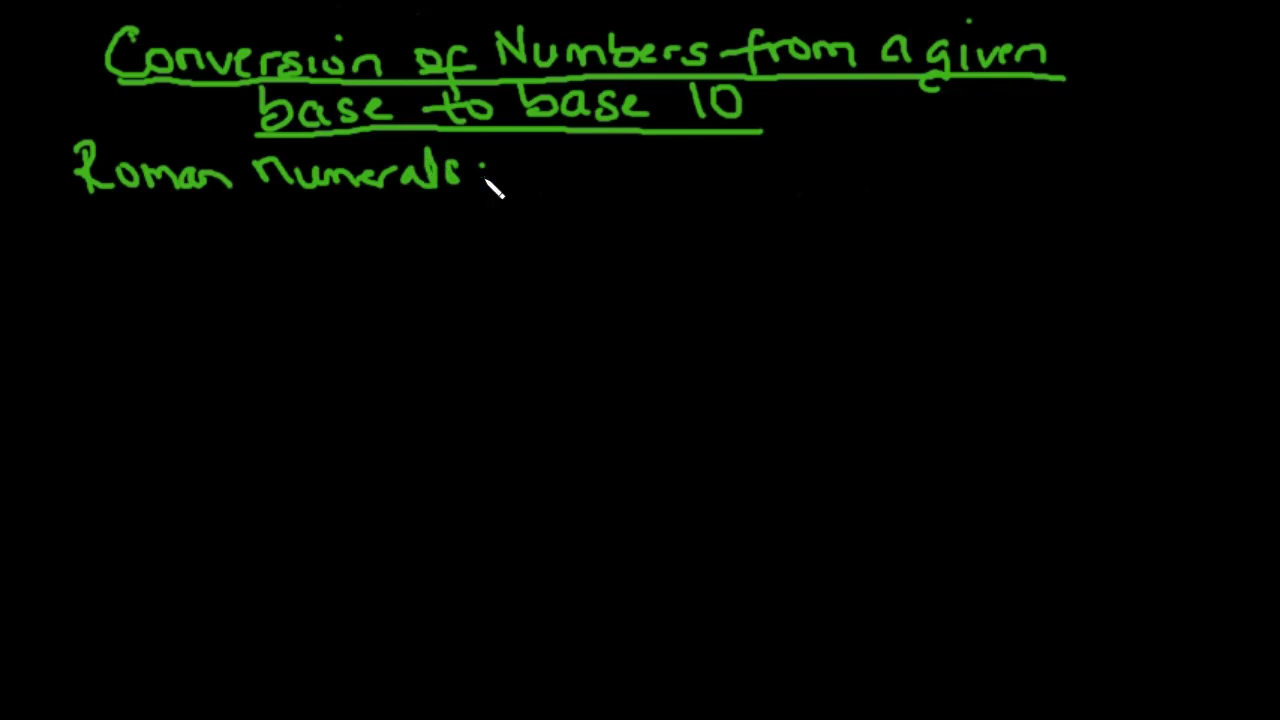 Conversion of Numbers from a given
base to base 10
Roman numerals: